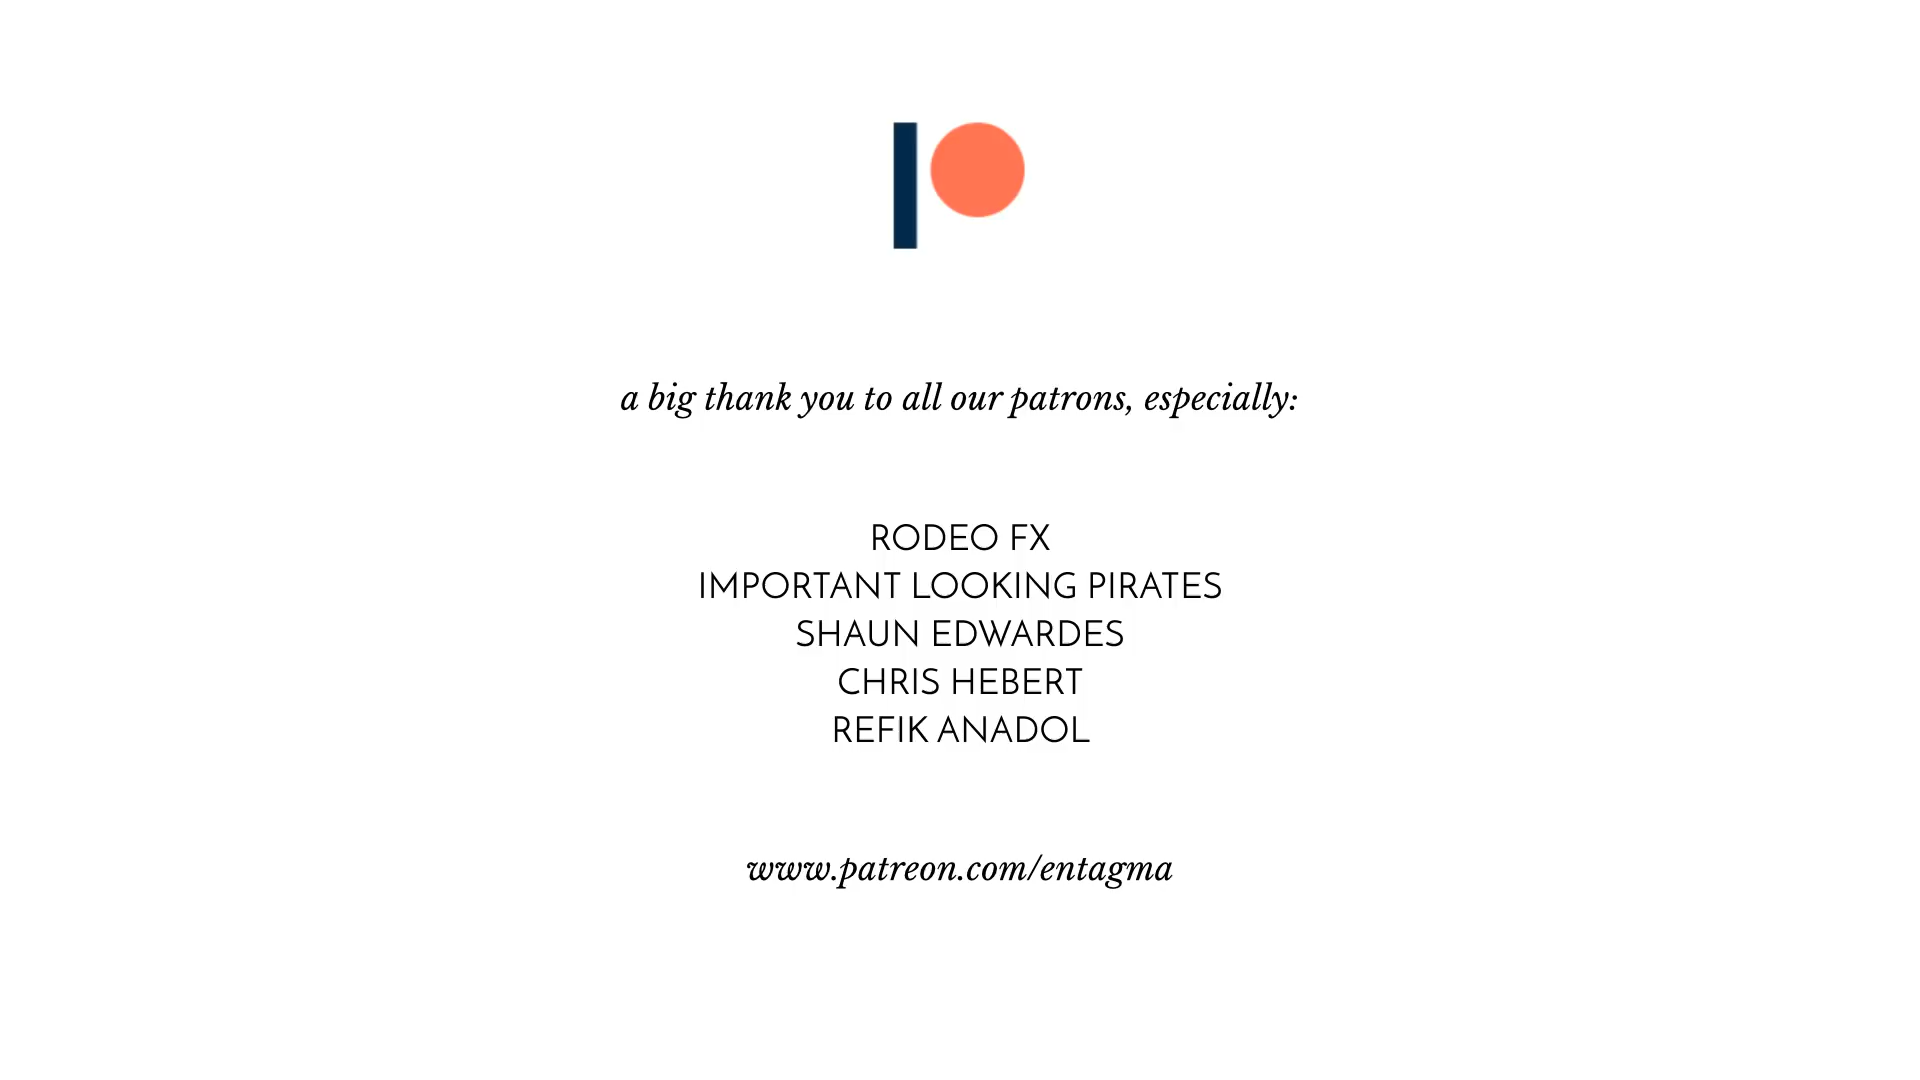 a big thank you to all our patrons, especially:
RODEO FX
IMPORTANT LOOKING PIRATES
SHAUN EDWARDES
CHRIS HEBERT
REFIK ANADOL
www.patreon.com/entagma